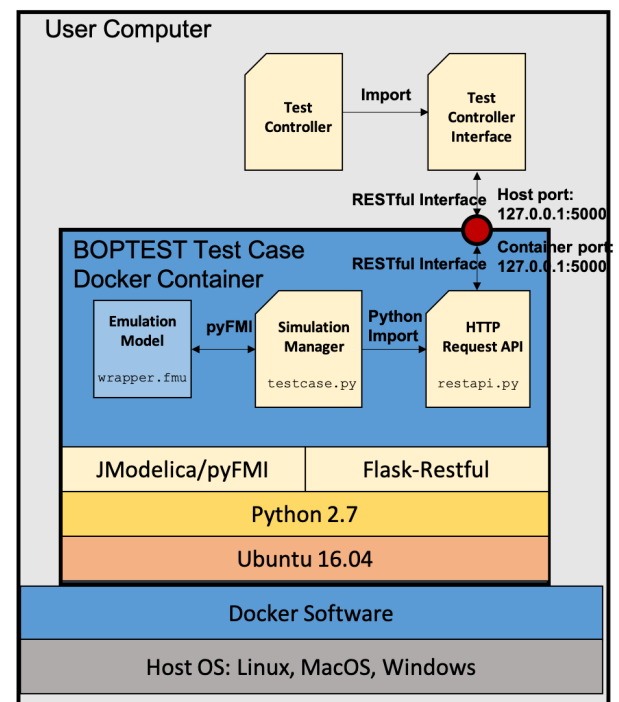 User Computer
Test
Controller
Import
Test
Controller
Interface
RESTful Interface
Host port:
127.0.0.1:5000
BOPTEST Test Case
Docker Container
RESTful Interface
Container port:
127.0.0.1:5000
Emulation
Model
wrapper.fmu
pyFMI
Simulation
Manager
testcase.py
Python
Import
HTTP
Request API
restapi.py
JModelica/pyFMI
Flask-Restful
Python 2.7
Ubuntu 16.04
Docker Software
Host OS: Linux, MacOS, Windows